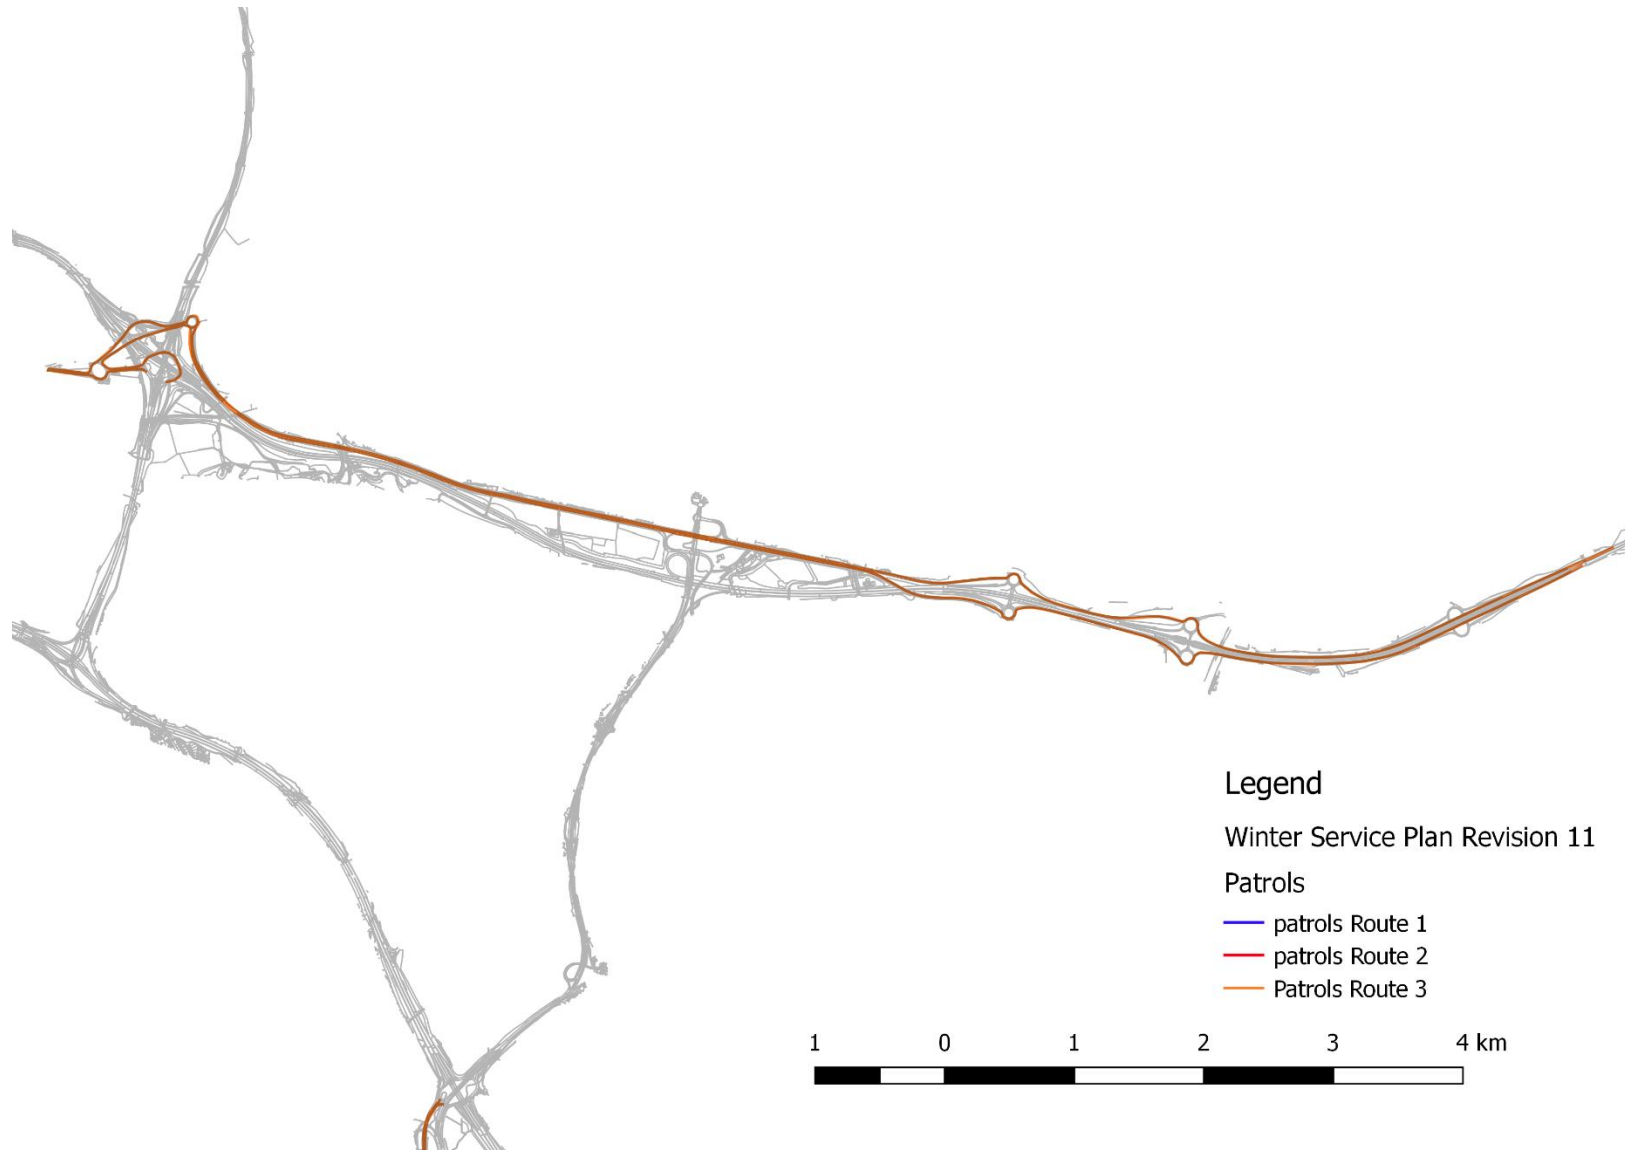 Legend
Winter Service Plan Revision 11
Patrols
patrols Route 1
patrols Route 2
Patrols Route 3
1 0 1 2 3 4 km